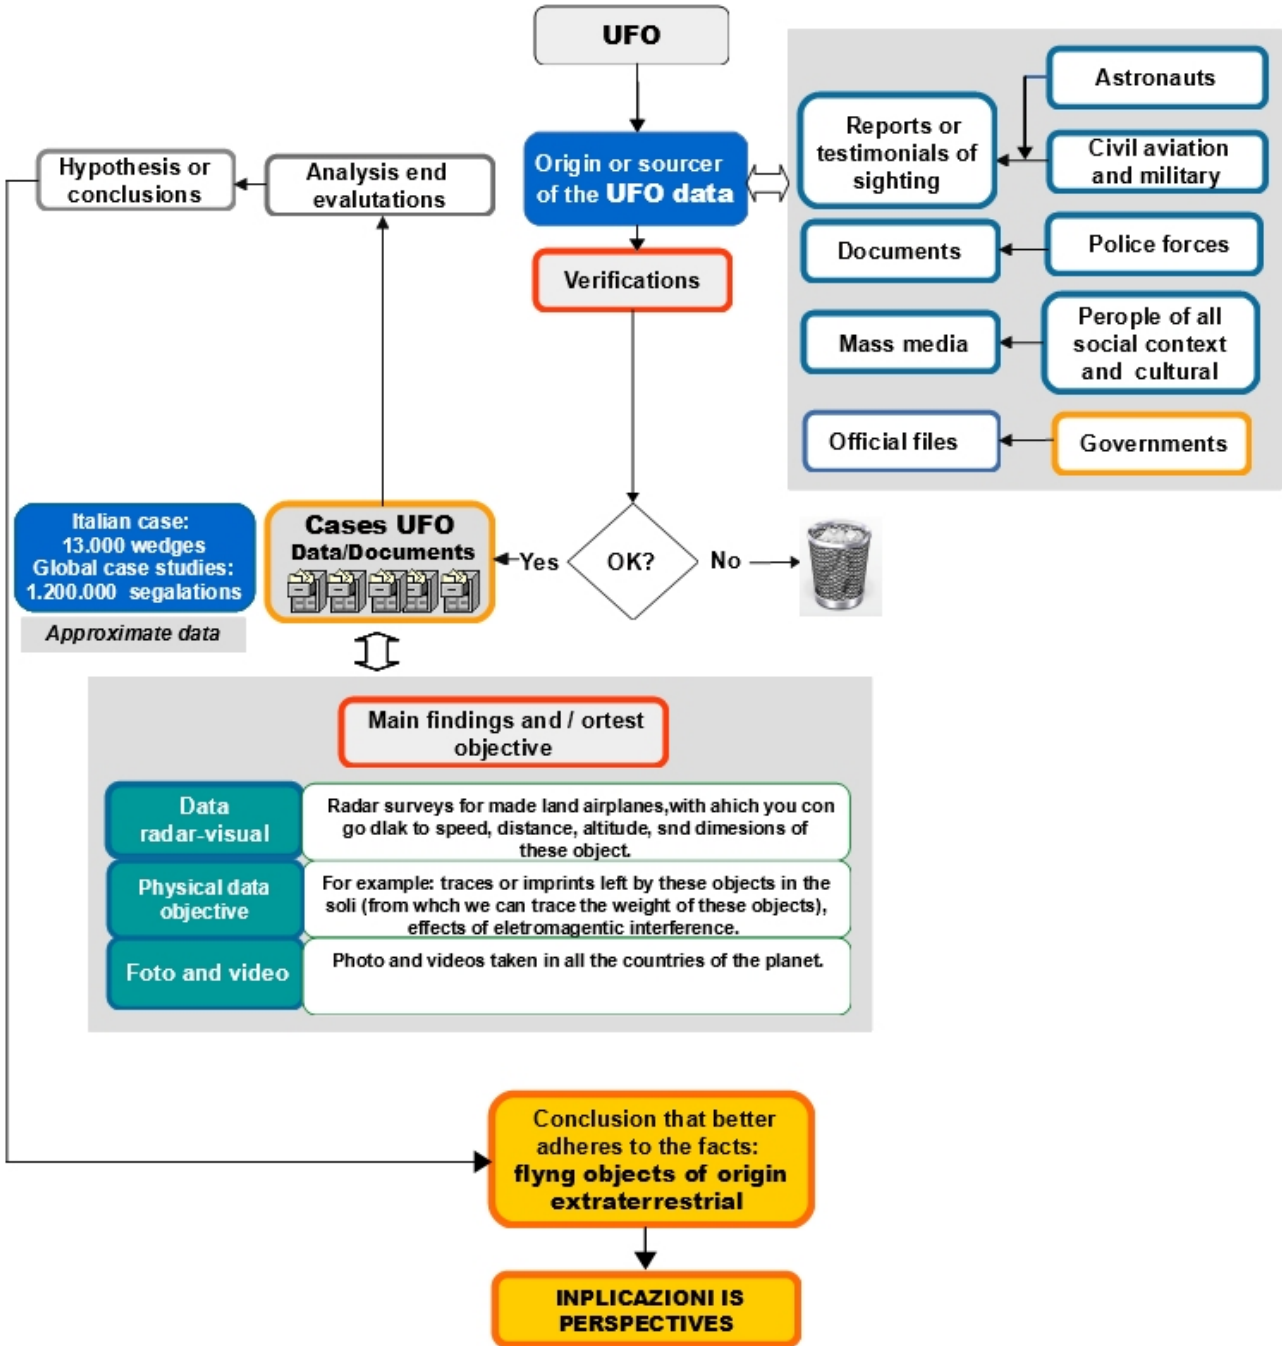 UFO
Origin or sourcer
of the UFO data
Verifications
Reports or
testimonials of
sighting
Astronauts
Civil aviation
and military
Documents
Police forces
Mass media
Perople of all
social context
and cultural
Official files
Governments
Hypothesis or
conclusions
Analysis end
evalutations
Italian case:
13.000 wedges
Global case studies:
1.200.000 segalations
Approximate data
Cases UFO
Data/Documents
Yes
OK?
No
Main findings and / ortest
objective
Data
radar-visual
Radar surveys for made land airplanes,with ahich you con
go dlak to speed, distance, altitude, snd dimesions of
these object.
Physical data
objective
For example: traces or imprints left by these objects in the
soli (from whch we can trace the weight of these objects),
effects of eletromagentic interference.
Foto and video
Photo and videos taken in all the countries of the planet.
Conclusion that better
adheres to the facts:
flyng objects of origin
extraterrestrial
INPLICAZIONI IS
PERSPECTIVES